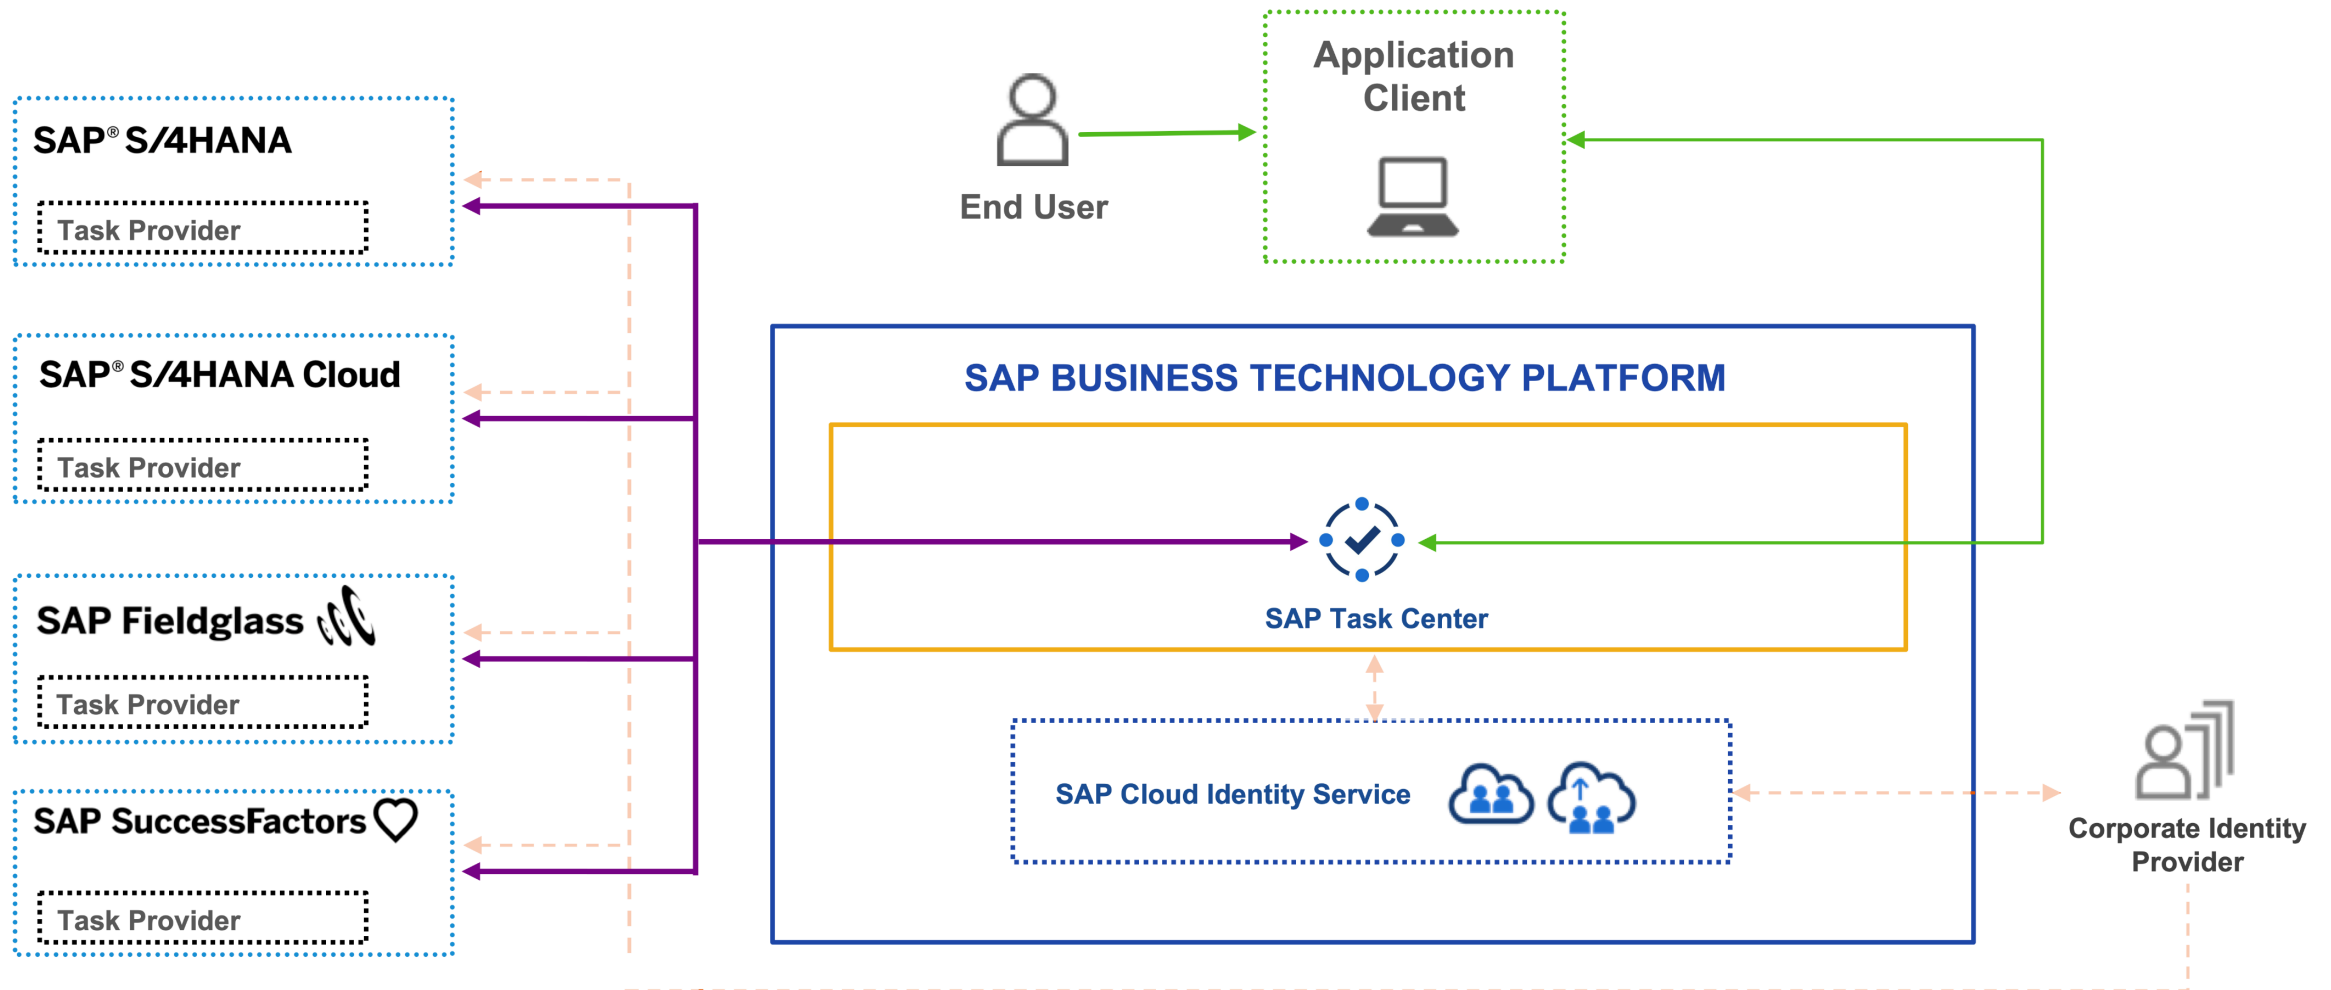 SAP® S/4HANA
Task Provider
SAP® S/4HANA Cloud
Task Provider
SAP Fieldglass
Task Provider
SAP SuccessFactors
Task Provider
End User
Application
Client
SAP BUSINESS TECHNOLOGY PLATFORM
SAP Task Center
SAP Cloud Identity Service
Corporate Identity
Provider